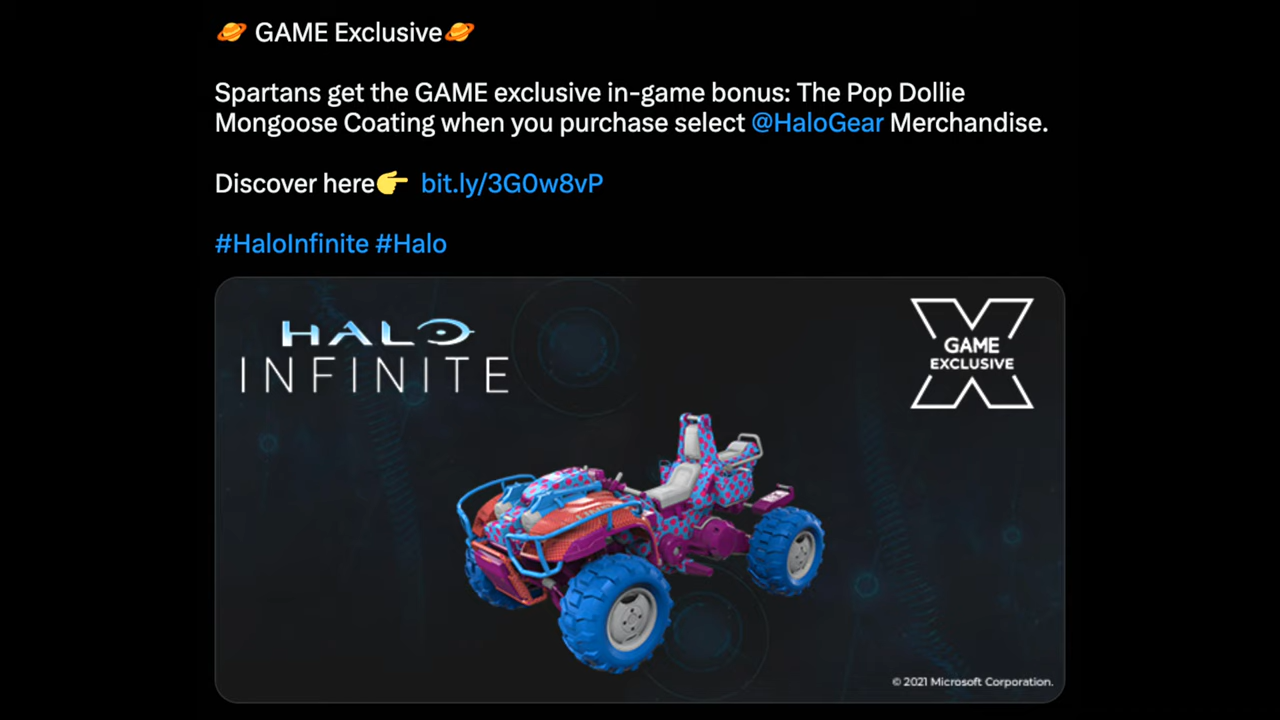 🪐 GAME Exclusive🪐
Spartans get the GAME exclusive in-game bonus: The Pop Dollie
Mongoose Coating when you purchase select @HaloGear Merchandise.
Discover here👉 bit.ly/3G0w8vP
#HaloInfinite #Halo
HALO
INFINITE
GAME
EXCLUSIVE
© 2021 Microsoft Corporation.